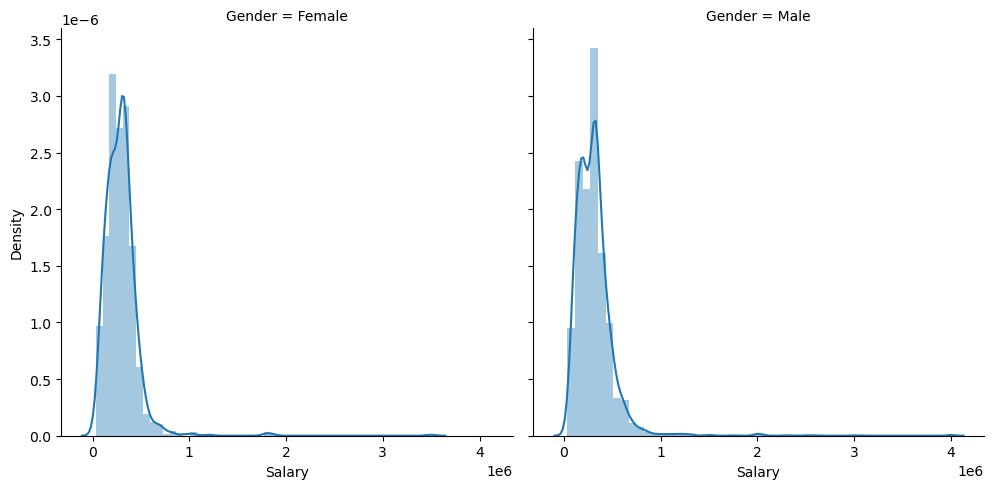 Gender = Female
Gender = Male
1e−6
3.5
3.0
2.5
2.0
1.5
1.0
0.5
0.0
Density
0 1 2 3 4
1e6
Salary
0 1 2 3 4
1e6
Salary